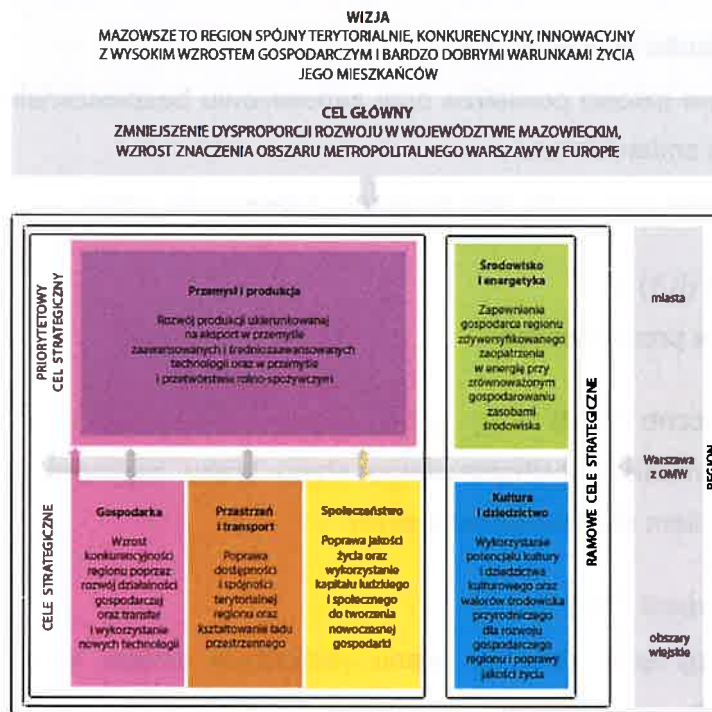 WIZJA
MAZOWSZE TO REGION SPÓJNY TERYTORIALNIE, KONKURENCYJNY, INNOWACYJNY
Z WYSOKIM WZROSTEM GOSPODARCZYM I BARDZO DOBRYMI WARUNKAMI ŻYCIA
JEGO MIESZKAŃCÓW
CEL GŁÓWNY
ZMNIEJSZENIE DYSPROPORCJI ROZWOJU W WOJEWÓDZTWIE MAZOWIECKIM,
WZROST ZNACZENIA OBSZARU METROPOLITALNEGO WARSZAWY W EUROPIE
PRIORYTETOWY
CEL STRATEGICZNY
Przemysł i produkcja
Rozwój produkcji ukierunkowanej
na eksport w przemyśle
zaawansowanych i średniozaawansowanych
technologii oraz w przemyśle
i przetwórstwie rolno-spożywczym
CELE STRATEGICZNE
Gospodarka
Wzrost
konkurencyjności
regionu poprzez
rozwój działalności
gospodarczej
oraz transfer
i wykorzystanie
nowych technologii
Przestrzeń
i transport
Poprawa
dostępności
i spójności
terytorialnej
regionu oraz
kształtowanie ładu
przestrzennego
Społeczeństwo
Poprawa jakości
życia oraz
wykorzystanie
kapitału ludzkiego
i społecznego
do tworzenia
nowoczesnej
gospodarki
Środowisko
i energetyka
Zapewnienie
gospodarce regionu
zdywersyfikowanego
zaopatrzenia
w energię przy
zrównoważonym
gospodarowaniu
zasobami
środowiska
Kultura
i dziedzictwo
Wykorzystanie
potencjału kultury
i dziedzictwa
kulturowego oraz
walorów środowiska
przyrodniczego
dla rozwoju
gospodarczego
regionu i poprawy
jakości życia
RAMOWE CELE STRATEGICZNE
miasta
Warszawa
z OMW
obszary
wiejskie
REGION